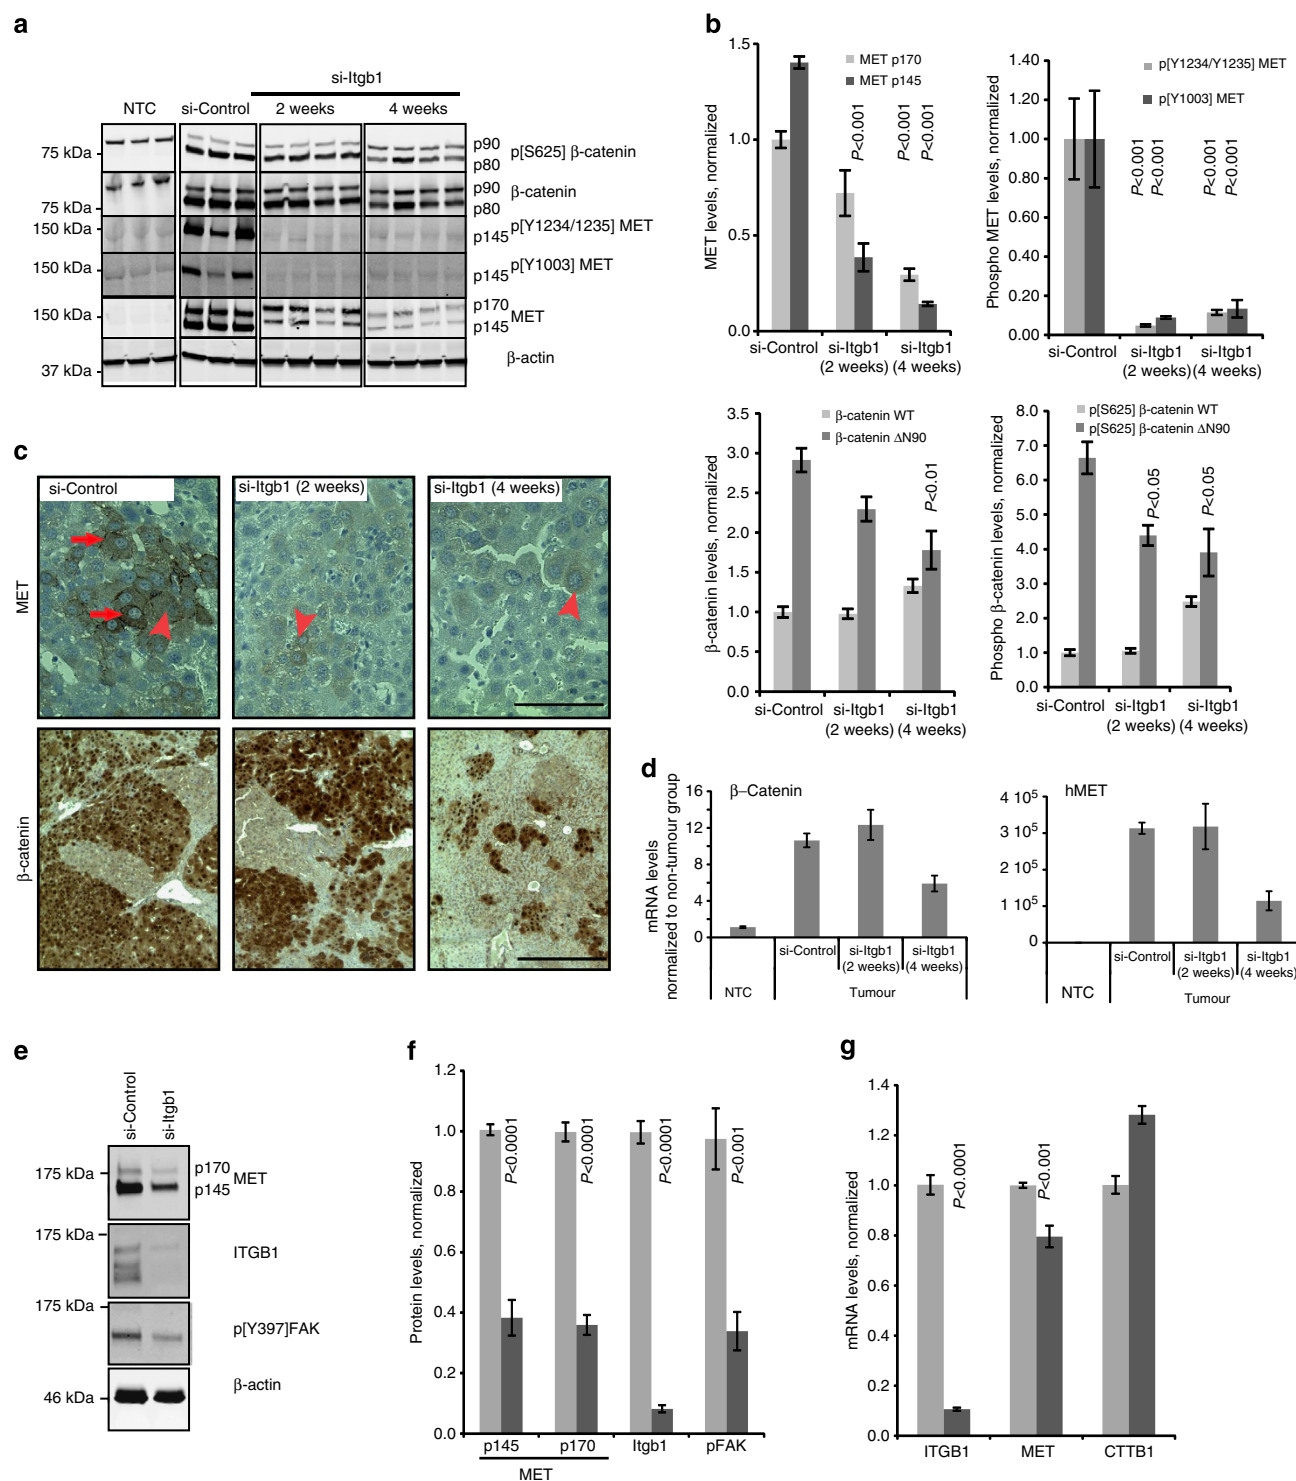 a
si-Itgb1
NTC
si-Control
2 weeks
4 weeks
75 kDa
p90
p80
p[S625] β-catenin
75 kDa
p90
p80
β-catenin
150 kDa
p145
p[Y1234/1235] MET
150 kDa
p145
p[Y1003] MET
150 kDa
p170
p145
MET
37 kDa
β-actin
b
MET levels, normalized
1.5
1.0
0.5
0.0
MET p170
MET p145
P<0.001
P<0.001
P<0.001
si-Control
si-Itgb1
(2 weeks)
si-Itgb1
(4 weeks)
Phospho MET levels, normalized
1.40
1.20
1.00
0.80
0.60
0.40
0.20
0.00
p[Y1234/Y1235] MET
p[Y1003] MET
P<0.001
P<0.001
P<0.001
P<0.001
si-Control
si-Itgb1
(2 weeks)
si-Itgb1
(4 weeks)
β-catenin levels, normalized
3.5
3.0
2.5
2.0
1.5
1.0
0.5
0.0
β-catenin WT
β-catenin ΔN90
P<0.01
si-Control
si-Itgb1
(2 weeks)
si-Itgb1
(4 weeks)
Phospho β-catenin levels, normalized
8.0
7.0
6.0
5.0
4.0
3.0
2.0
1.0
0.0
p[S625] β-catenin WT
p[S625] β-catenin ΔN90
P<0.05
P<0.05
si-Control
si-Itgb1
(2 weeks)
si-Itgb1
(4 weeks)
c
si-Control
si-Itgb1 (2 weeks)
si-Itgb1 (4 weeks)
MET
β-catenin
d
mRNA levels
normalized to non-tumour group
16
12
8
4
0
β–Catenin
si-Control
si-Itgb1
(2 weeks)
si-Itgb1
(4 weeks)
NTC
Tumour
4 10⁵
3 10⁵
2 10⁵
1 10⁵
0
hMET
si-Control
si-Itgb1
(2 weeks)
si-Itgb1
(4 weeks)
NTC
Tumour
e
si-Control
si-Itgb1
175 kDa
p170
p145
MET
175 kDa
ITGB1
175 kDa
p[Y397]FAK
46 kDa
β-actin
f
Protein levels, normalized
1.2
1.0
0.8
0.6
0.4
0.2
0.0
P<0.0001
P<0.0001
P<0.0001
P<0.001
p145
p170
Itgb1
pFAK
MET
g
mRNA levels, normalized
1.4
1.2
1.0
0.8
0.6
0.4
0.2
0.0
P<0.0001
P<0.001
ITGB1
MET
CTTB1